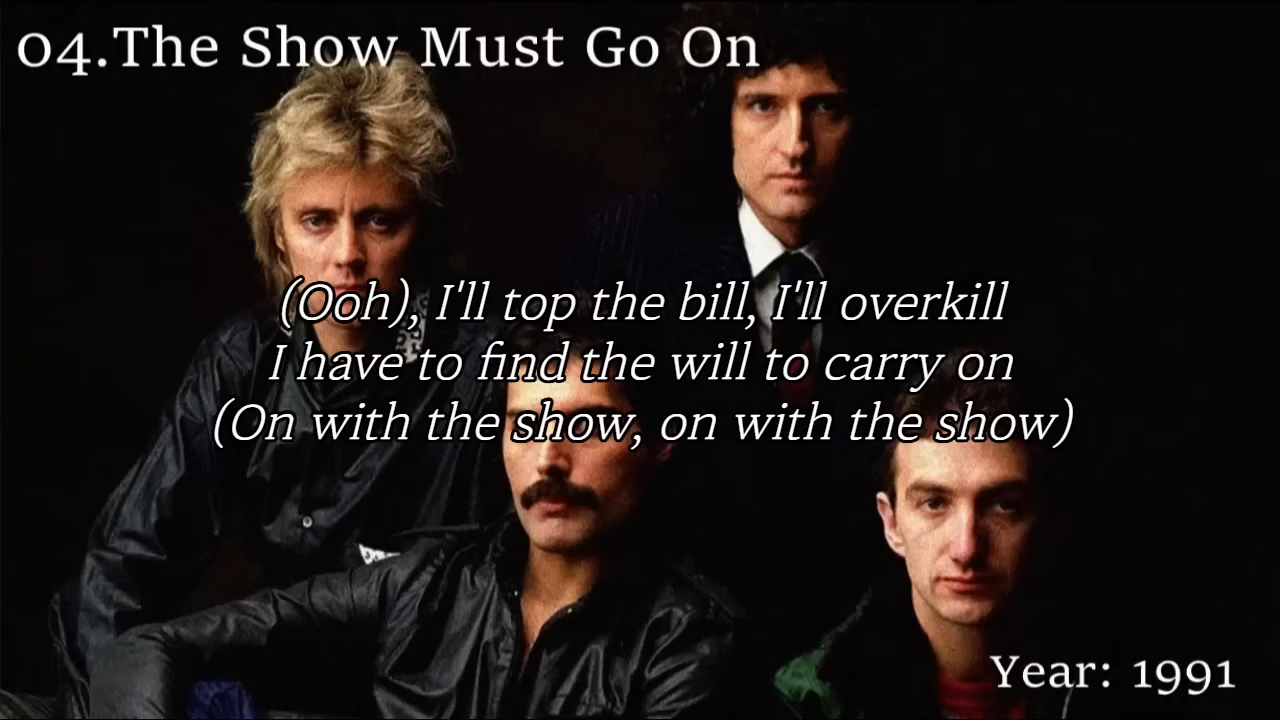 04.The Show Must Go On
(Ooh), I'll top the bill, I'll overkill
I have to find the will to carry on
(On with the show, on with the show)
Year: 1991